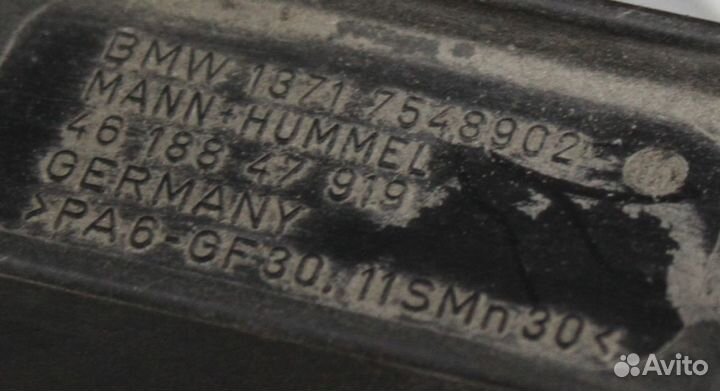 BMW 1371 7548902-
MANN+HUMMEL
46 188 47 919
GERMANY
>PA6-GF30.11SMn30<
Avito